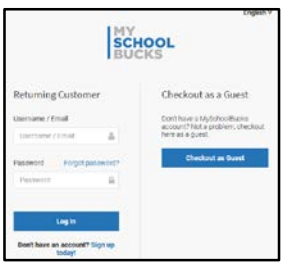 English
MY
SCHOOL
BUCKS
Returning Customer
Username / Email
Username / Email
Password Forgot password?
Password
Log In
Don't have an account? Sign up
today!
Checkout as a Guest
Don't have a MySchoolBucks
account? Not a problem, checkout
here as a guest.
Checkout as Guest